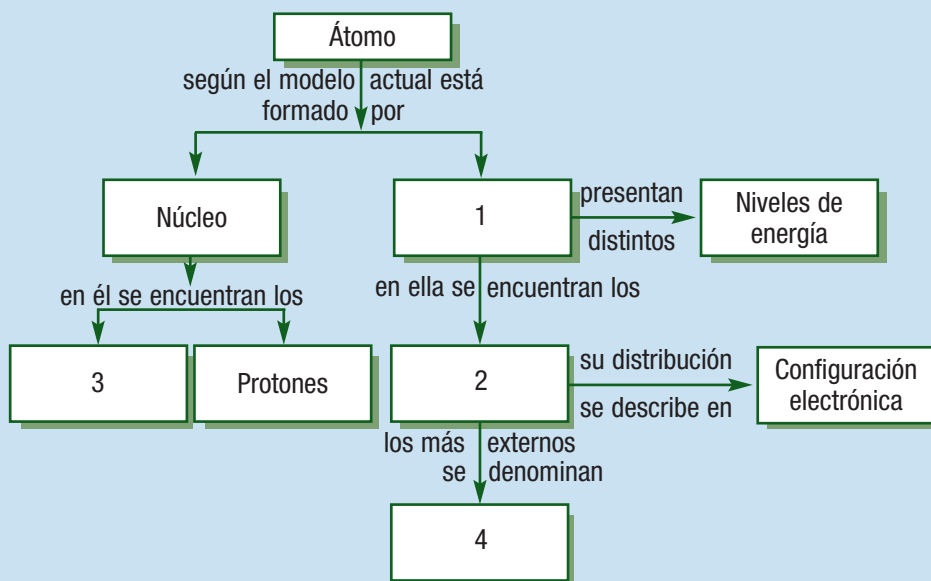 Átomo
según el modelo actual está
formado por
Núcleo
1
presentan
distintos
Niveles de
energía
en él se encuentran los
en ella se encuentran los
3
Protones
2
su distribución
se describe en
Configuración
electrónica
los más externos
se denominan
4